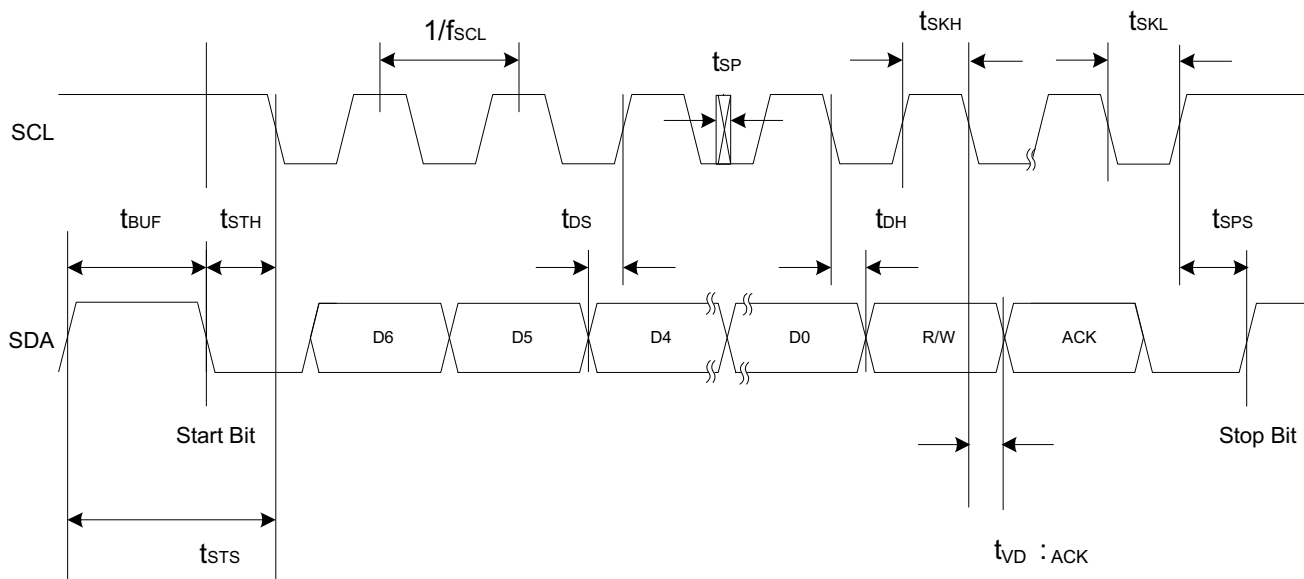 1/fSCL
tSKH
tSKL
tSP
SCL
tBUF
tSTH
tDS
tDH
tSPS
SDA
D6
D5
D4
D0
R/W
ACK
Start Bit
Stop Bit
tSTS
tVD :ACK